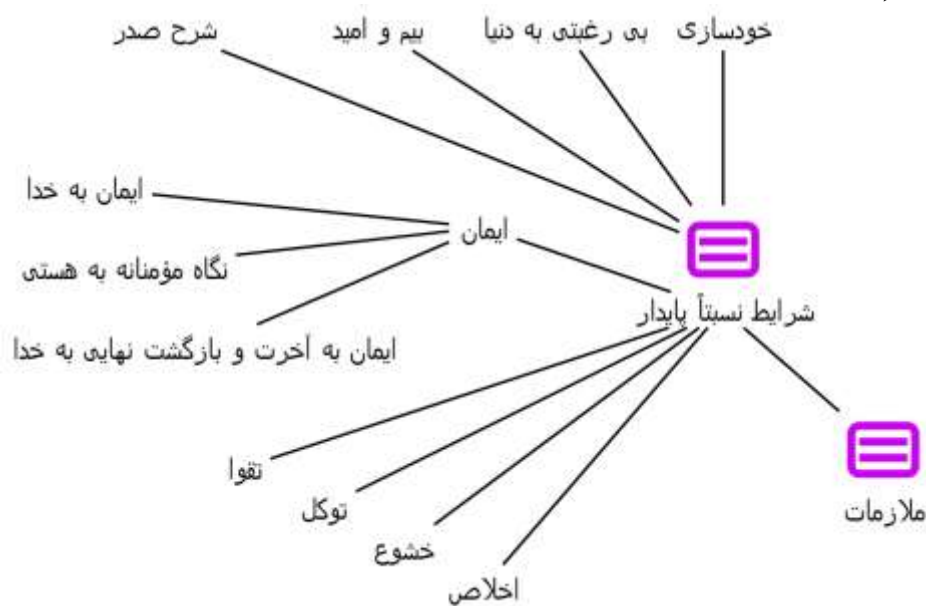 خودسازی
بی رغبتی به دنیا
بیم و امید
شرح صدر
ایمان به خدا
ایمان
نگاه مؤمنانه به هستی
شرایط نسبتاً پایدار
ایمان به آخرت و بازگشت نهایی به خدا
تقوا
توکل
ملازمات
خشوع
اخلاص